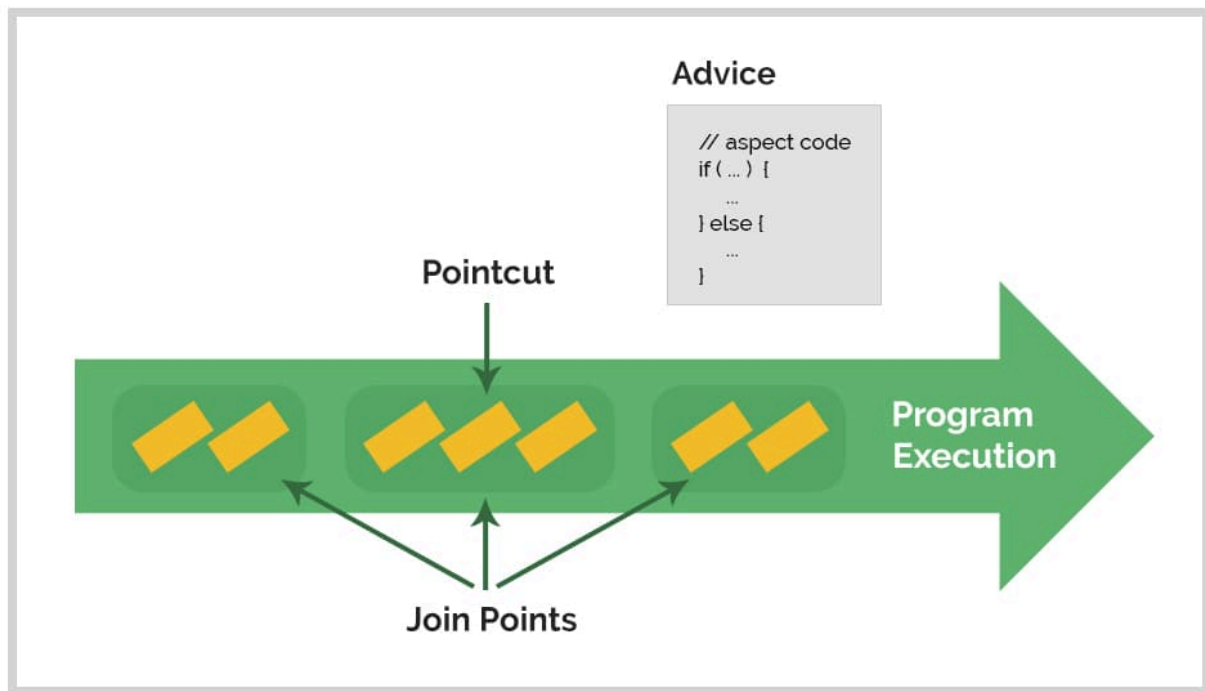 Advice
// aspect code
if ( ... ) {
...
} else {
...
}
Pointcut
Program
Execution
Join Points